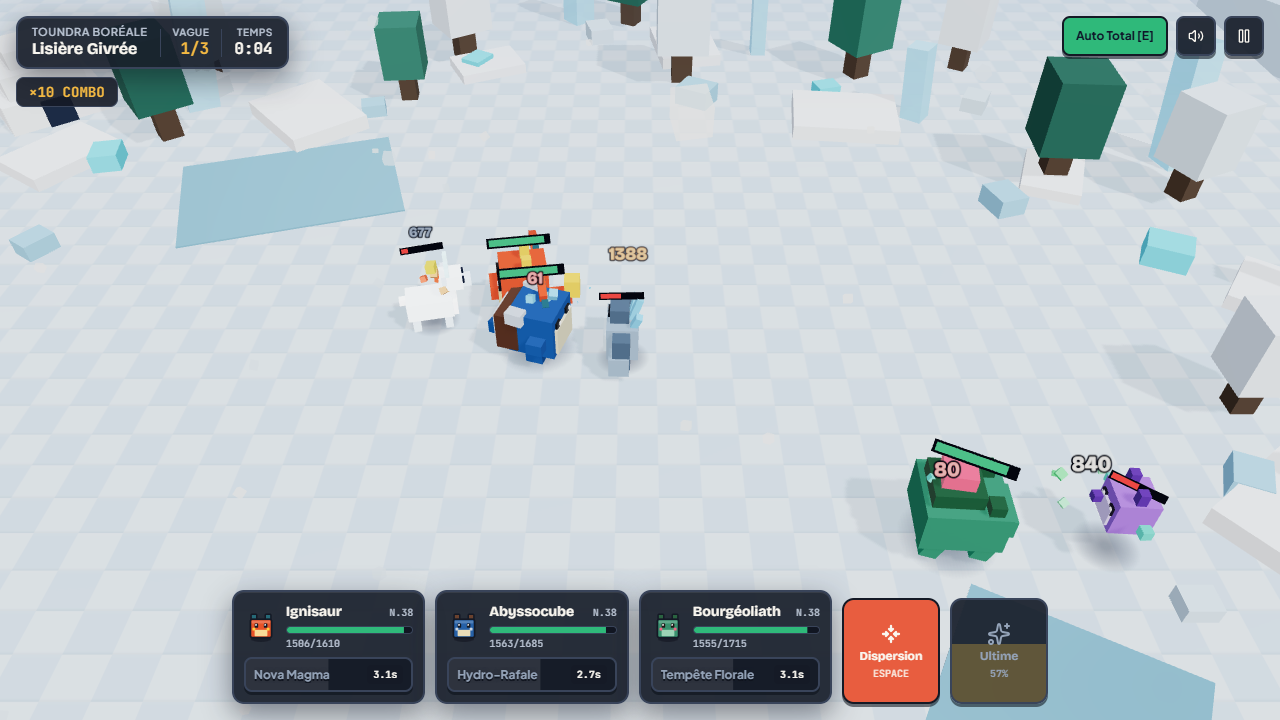 TOUNDRA BORÉALE
Lisière Givrée
VAGUE
1/3
TEMPS
0:04
×10 COMBO
Auto Total [E]
677
1388
61
80
840
Ignisaur
N.38
1506/1610
Nova Magma
3.1s
Abyssocube
N.38
1563/1685
Hydro-Rafale
2.7s
Bourgéoliath
N.38
1555/1715
Tempête Florale
3.1s
Dispersion
ESPACE
Ultime
57%